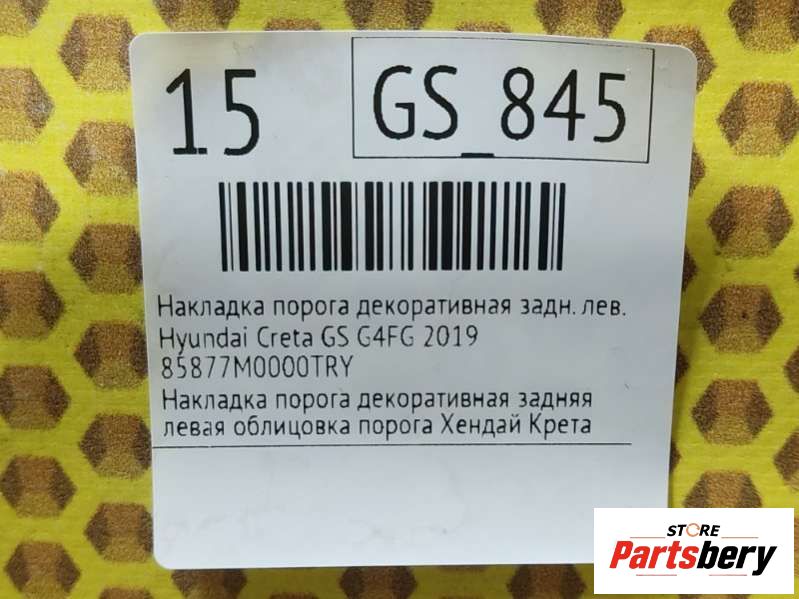 15 GS_845
Накладка порога декоративная задн. лев.
Hyundai Creta GS G4FG 2019
85877M0000TRY
Накладка порога декоративная задняя
левая облицовка порога Хендай Крета
STORE
Partsbery